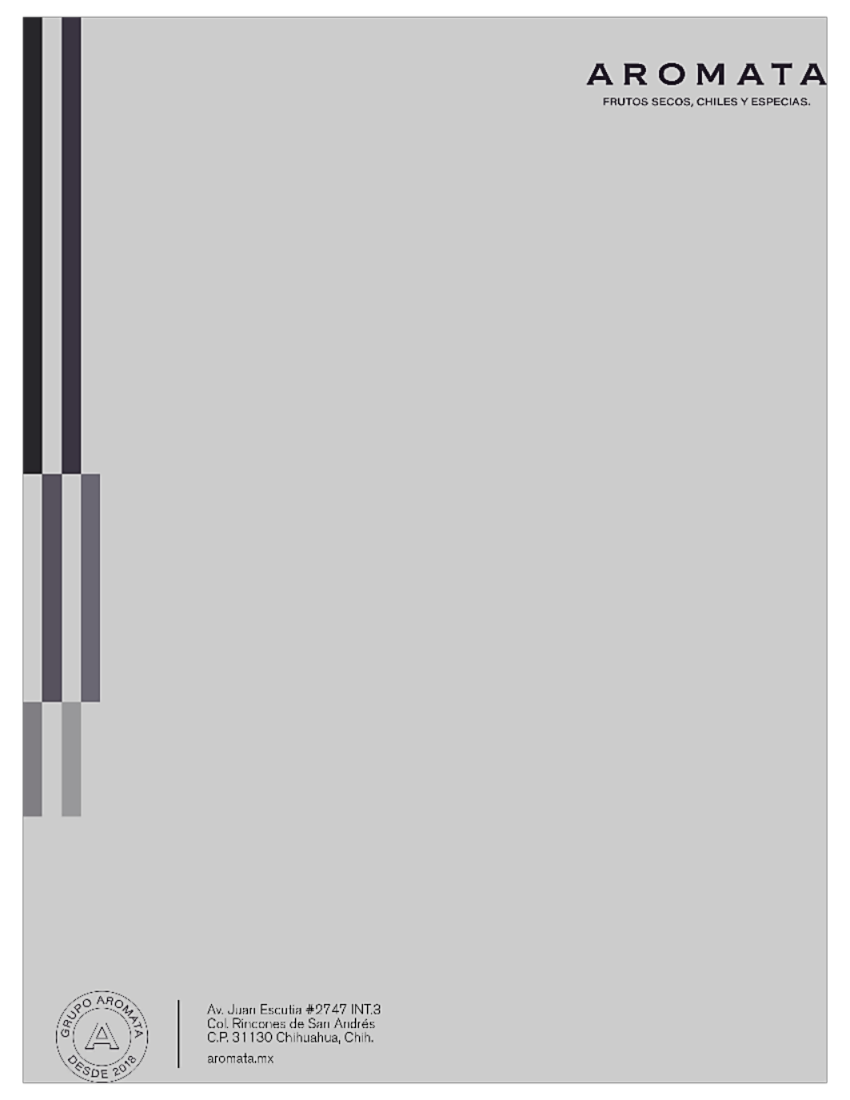 AROMATA
FRUTOS SECOS, CHILES Y ESPECIAS.
GRUPO AROMATA
A
DESDE 2018
Av. Juan Escutia #2747 INT.3
Col. Rincones de San Andrés
C.P. 31130 Chihuahua, Chih.
aromata.mx